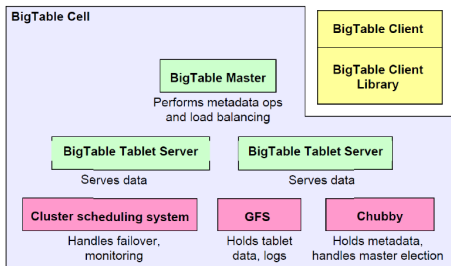 BigTable Cell
BigTable Client
BigTable Client
Library
BigTable Master
Performs metadata ops
and load balancing
BigTable Tablet Server
BigTable Tablet Server
Serves data
Serves data
Cluster scheduling system
GFS
Chubby
Handles failover,
monitoring
Holds tablet
data, logs
Holds metadata,
handles master election